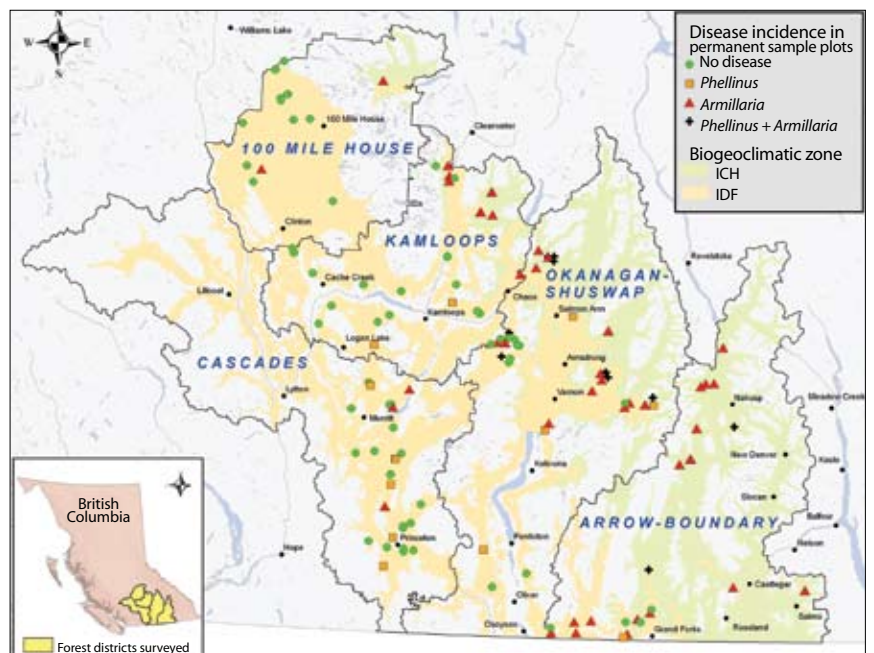 N
W
E
S
Williams Lake
100 Mile House
100 MILE HOUSE
Clearwater
Clinton
KAMLOOPS
Cache Creek
Lillooet
Kamloops
Logan Lake
CASCADES
Lytton
Merritt
Princeton
Hope
Revelstoke
OKANAGAN-
SHUSWAP
Chase
Salmon Arm
Armstrong
Vernon
Kelowna
Penticton
Oliver
Osoyoos
Nakusp
Meadow Creek
New Denver
Kaslo
Slocan
Balfour
Nelson
ARROW-BOUNDARY
Castlegar
Salmo
Rossland
Grand Forks
Disease incidence in
permanent sample plots
No disease
Phellinus
Armillaria
Phellinus + Armillaria
Biogeoclimatic zone
ICH
IDF
British
Columbia
Forest districts surveyed